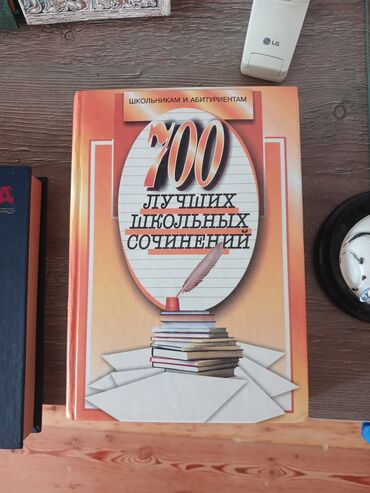 LG
ШКОЛЬНИКАМ И АБИТУРИЕНТАМ
700
ЛУЧШИХ
ШКОЛЬНЫХ
СОЧИНЕНИЙ